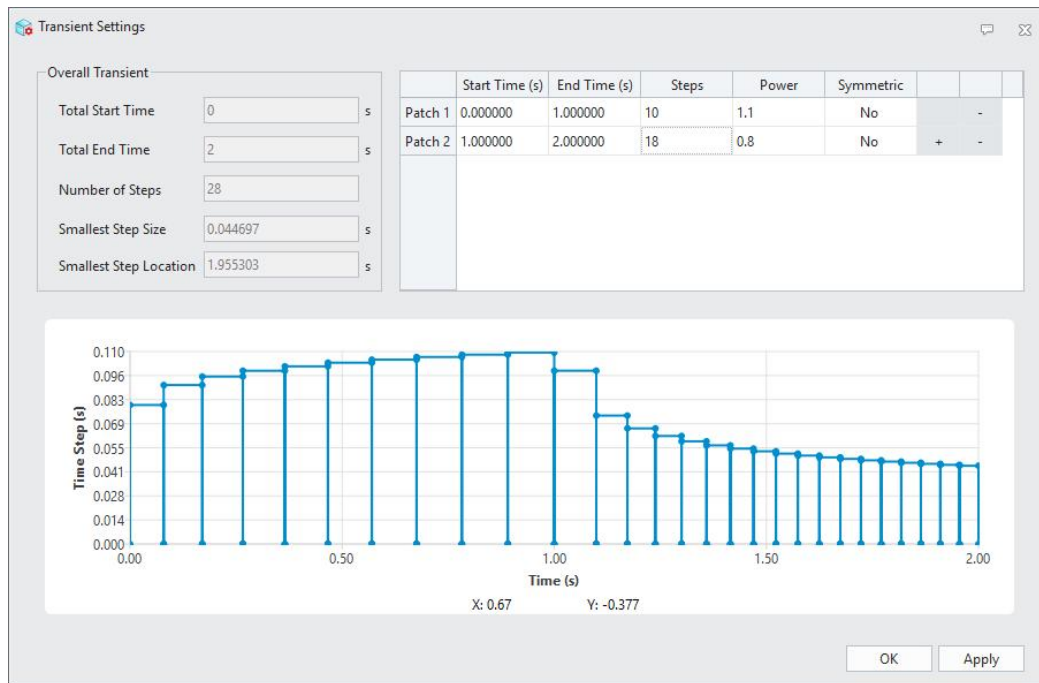 Transient Settings
Overall Transient
Total Start Time 0 s
Total End Time 2 s
Number of Steps 28
Smallest Step Size 0.044697 s
Smallest Step Location 1.955303 s
Start Time (s) End Time (s) Steps Power Symmetric
Patch 1 0.000000 1.000000 10 1.1 No -
Patch 2 1.000000 2.000000 18 0.8 No + -
Time Step (s)
0.110
0.096
0.083
0.069
0.055
0.041
0.028
0.014
0.000
0.00 0.50 1.00 1.50 2.00
Time (s)
X: 0.67 Y: -0.377
OK Apply